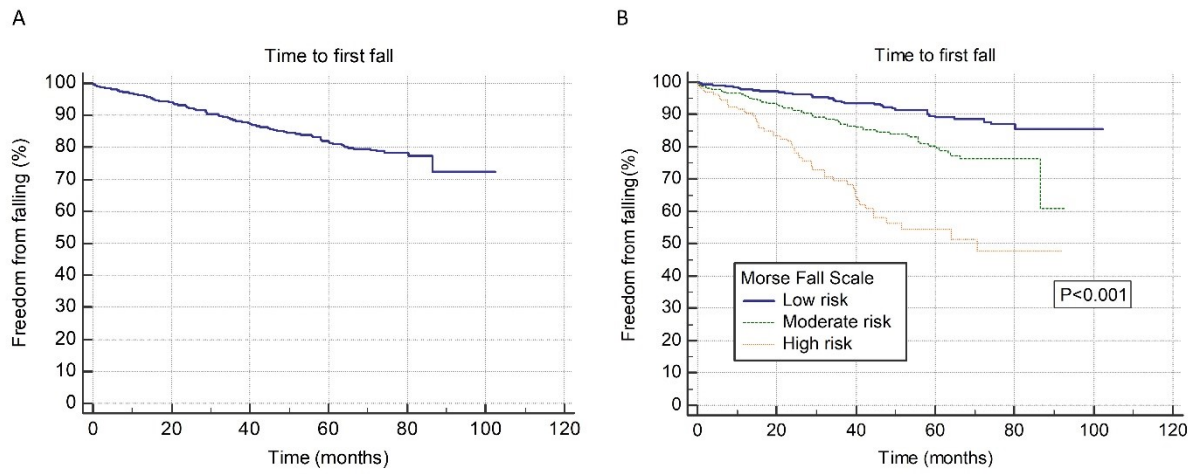 A
Time to first fall
Freedom from falling (%)
100
90
80
70
60
50
40
30
20
10
0
0 20 40 60 80 100 120
Time (months)
B
Time to first fall
Freedom from falling(%)
100
90
80
70
60
50
40
30
20
10
0
Morse Fall Scale
Low risk
Moderate risk
High risk
P<0.001
0 20 40 60 80 100 120
Time (months)